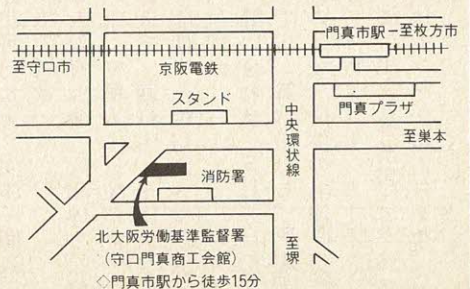 門真市駅
至枚方市
至守口市
京阪電鉄
スタンド
門真プラザ
中央環状線
至巣本
消防署
北大阪労働基準監督署
(守口門真商工会館)
至堺
◇門真市駅から徒歩15分